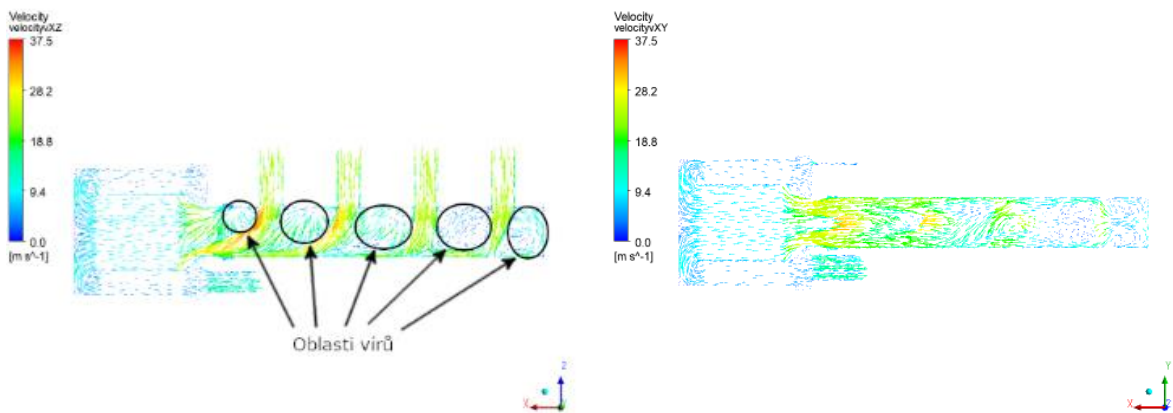 Velocity
velocityvXZ
37.5
28.2
18.8
9.4
0.0
[m s^-1]
Oblasti vírů
Z
X
Velocity
velocityvXY
37.5
28.2
18.8
9.4
0.0
[m s^-1]
Y
X
Z